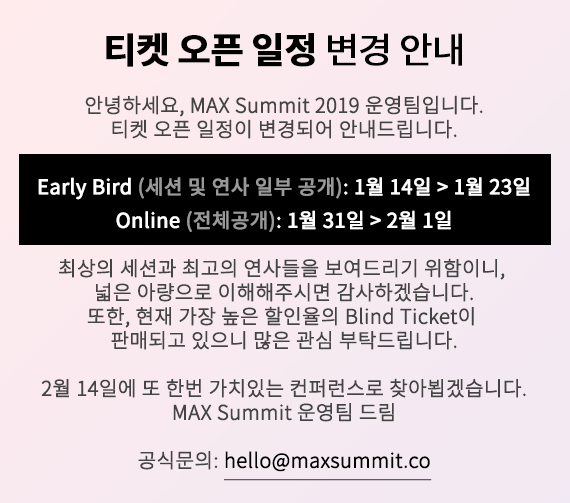 티켓 오픈 일정 변경 안내
안녕하세요, MAX Summit 2019 운영팀입니다.
티켓 오픈 일정이 변경되어 안내드립니다.
Early Bird (세션 및 연사 일부 공개): 1월 14일 > 1월 23일
Online (전체공개): 1월 31일 > 2월 1일
최상의 세션과 최고의 연사들을 보여드리기 위함이니,
넓은 아량으로 이해해주시면 감사하겠습니다.
또한, 현재 가장 높은 할인율의 Blind Ticket이
판매되고 있으니 많은 관심 부탁드립니다.
2월 14일에 또 한번 가치있는 컨퍼런스로 찾아뵙겠습니다.
MAX Summit 운영팀 드림
공식문의: hello@maxsummit.co